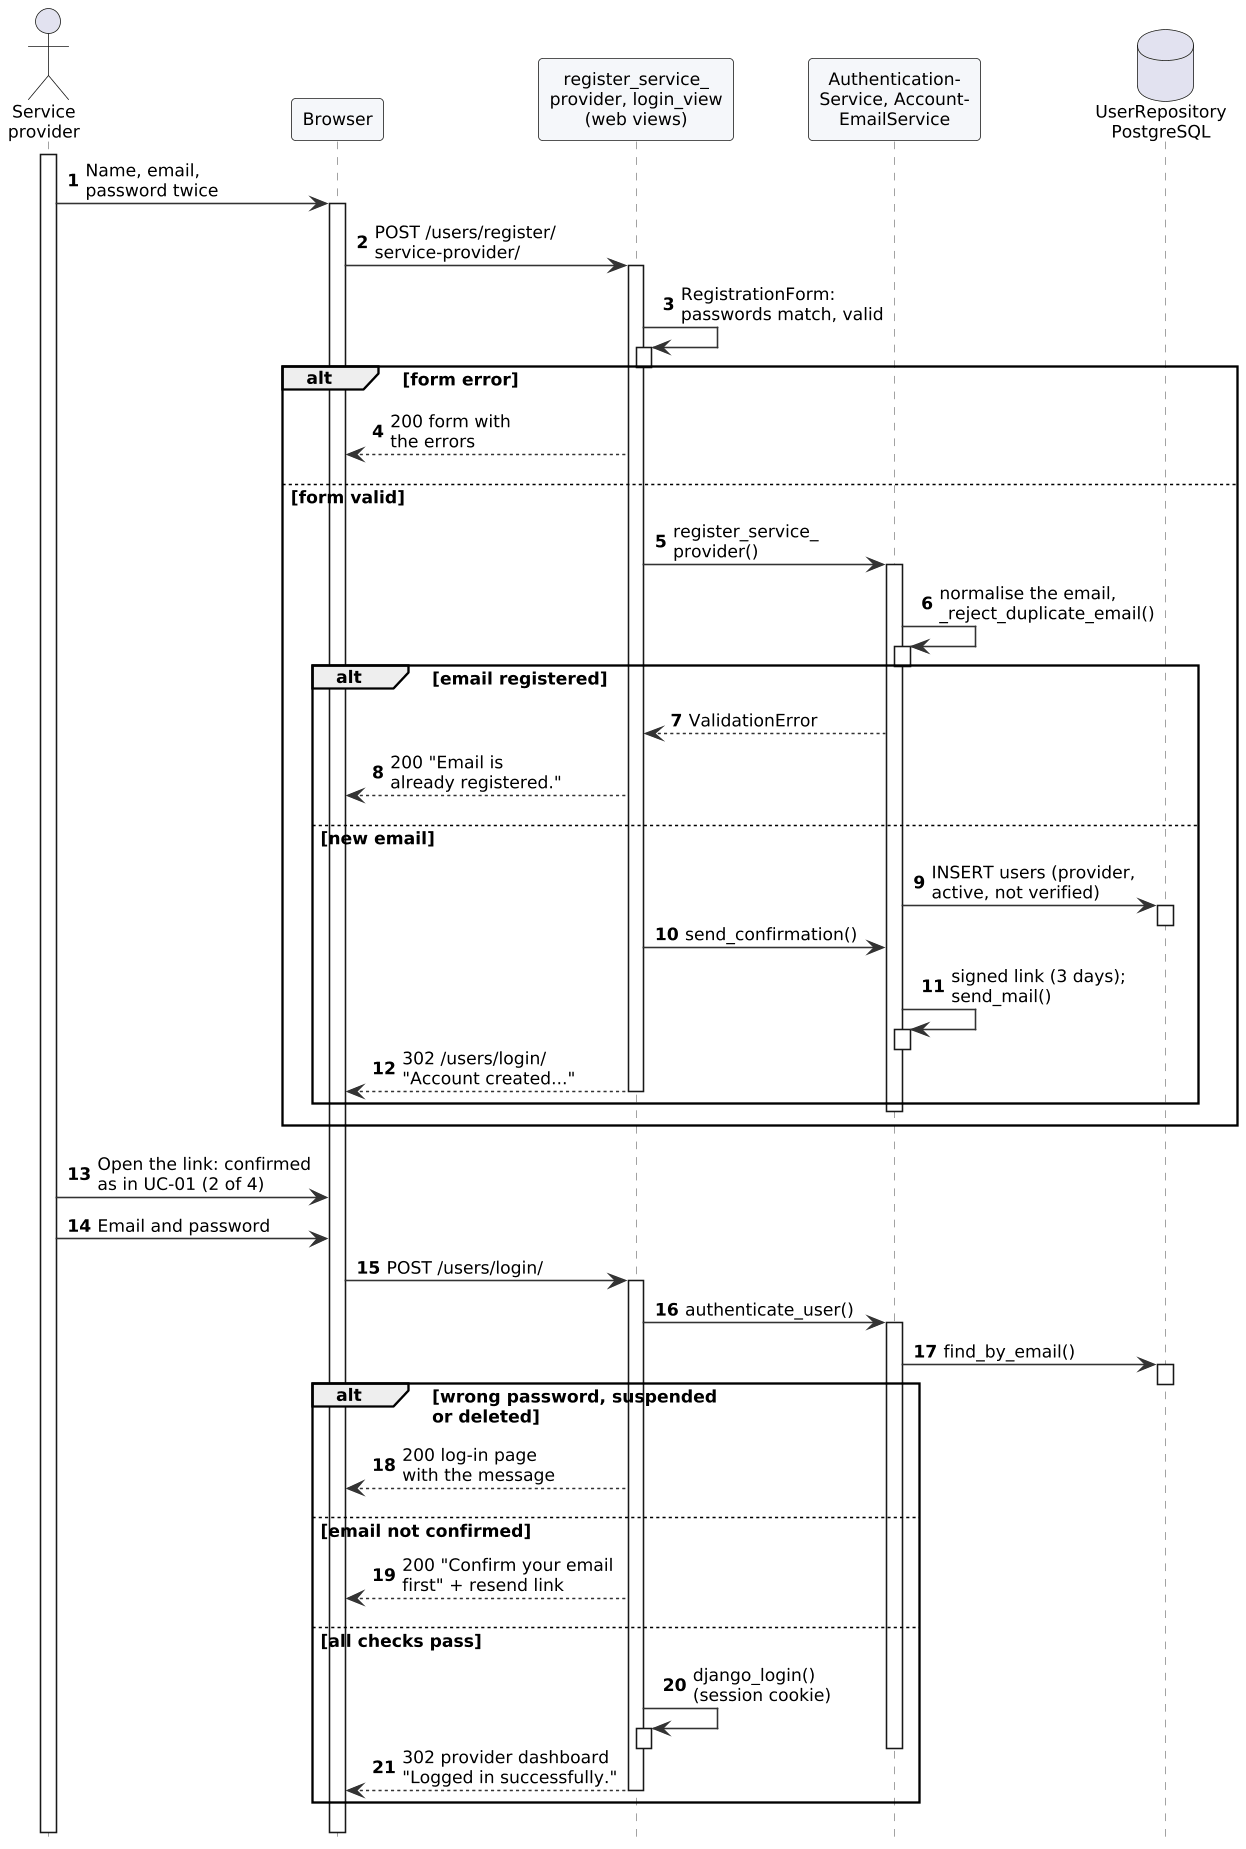 Service
provider
Browser
register_service_
provider, login_view
(web views)
Authentication-
Service, Account-
EmailService
UserRepository
PostgreSQL
1 Name, email,
password twice
2 POST /users/register/
service-provider/
3 RegistrationForm:
passwords match, valid
alt [form error]
4 200 form with
the errors
[form valid]
5 register_service_
provider()
6 normalise the email,
_reject_duplicate_email()
alt [email registered]
7 ValidationError
8 200 "Email is
already registered."
[new email]
9 INSERT users (provider,
active, not verified)
10 send_confirmation()
11 signed link (3 days);
send_mail()
12 302 /users/login/
"Account created..."
13 Open the link: confirmed
as in UC-01 (2 of 4)
14 Email and password
15 POST /users/login/
16 authenticate_user()
17 find_by_email()
alt [wrong password, suspended
or deleted]
18 200 log-in page
with the message
[email not confirmed]
19 200 "Confirm your email
first" + resend link
[all checks pass]
20 django_login()
(session cookie)
21 302 provider dashboard
"Logged in successfully."